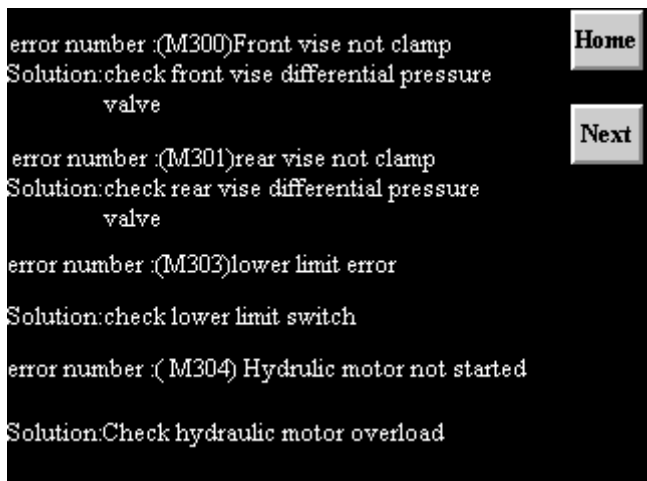 error number :(M300)Front vise not clamp
Home
Solution:check front vise differential pressure
valve
Next
error number :(M301)rear vise not clamp
Solution:check rear vise differential pressure
valve
error number :(M303)lower limit error
Solution:check lower limit switch
error number :( M304) Hydrulic motor not started
Solution:Check hydraulic motor overload